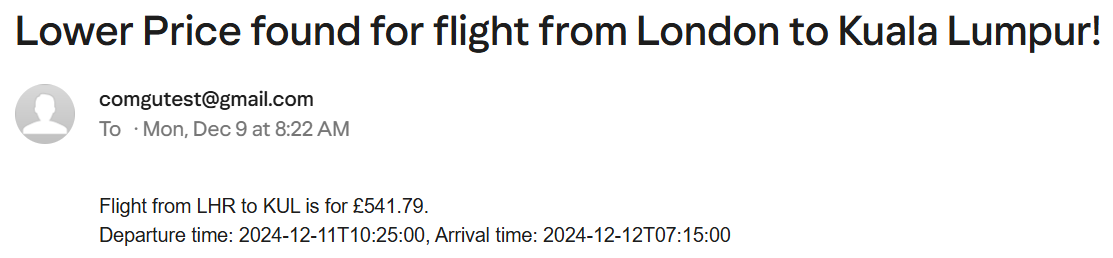 Lower Price found for flight from London to Kuala Lumpur!
comgutest@gmail.com
To · Mon, Dec 9 at 8:22 AM
Flight from LHR to KUL is for £541.79.
Departure time: 2024-12-11T10:25:00, Arrival time: 2024-12-12T07:15:00